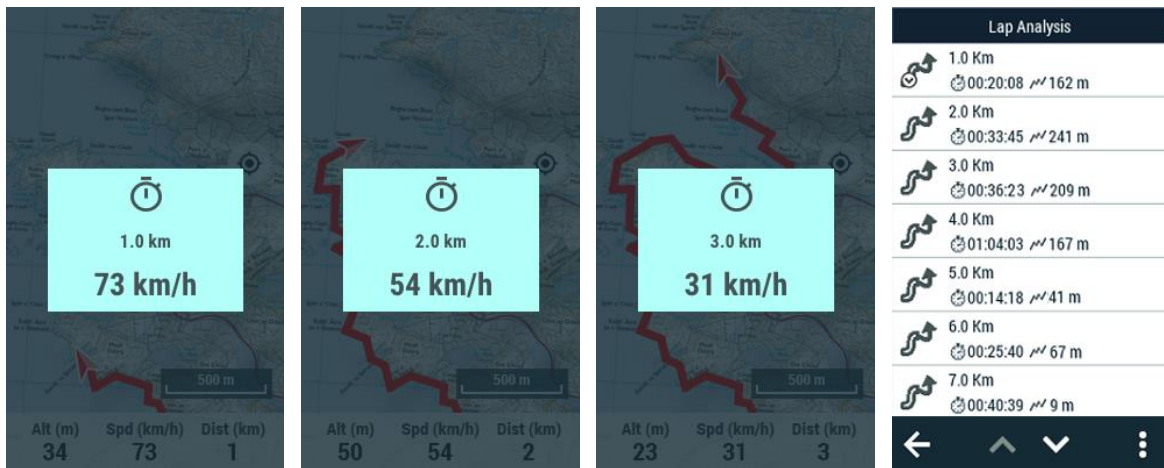 1.0 km
73 km/h
500 m
Alt (m) Spd (km/h) Dist (km)
34 73 1
2.0 km
54 km/h
500 m
Alt (m) Spd (km/h) Dist (km)
50 54 2
3.0 km
31 km/h
500 m
Alt (m) Spd (km/h) Dist (km)
23 31 3
Lap Analysis
1.0 Km
00:20:08 162 m
2.0 Km
00:33:45 241 m
3.0 Km
00:36:23 209 m
4.0 Km
01:04:03 167 m
5.0 Km
00:14:18 41 m
6.0 Km
00:25:40 67 m
7.0 Km
00:40:39 9 m